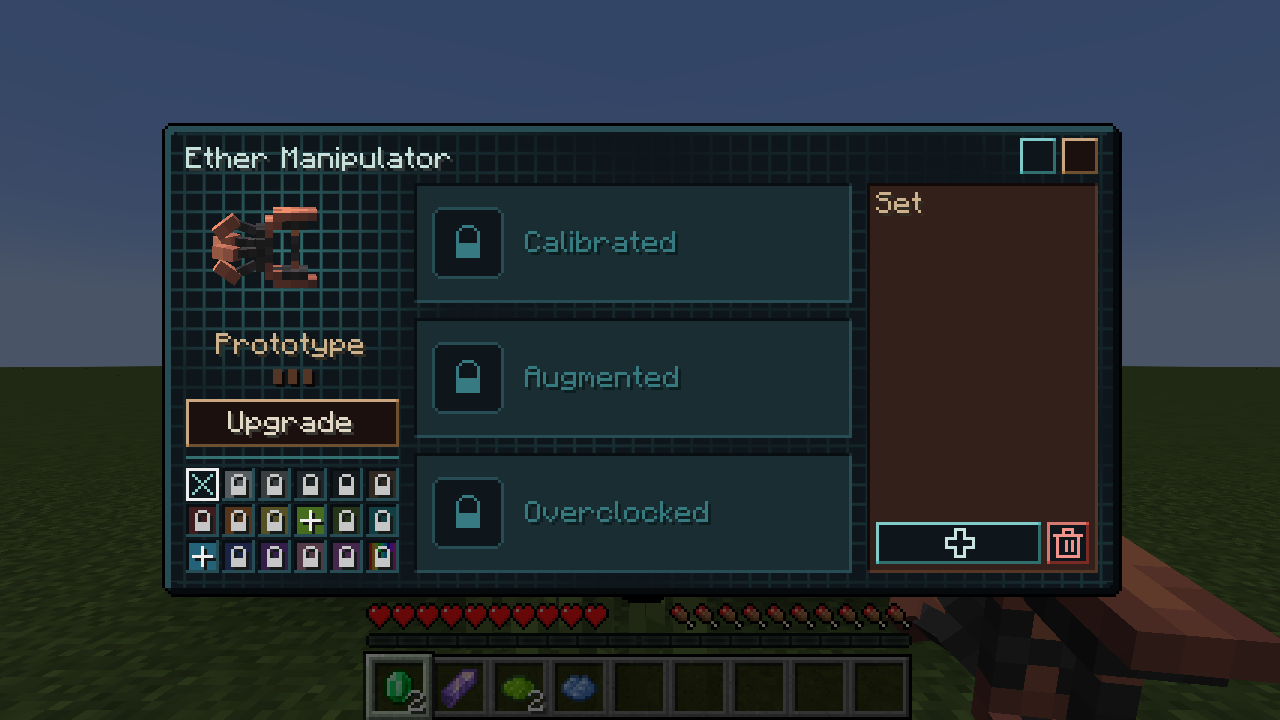 Ether Manipulator
Set
Calibrated
Prototype
Augmented
Upgrade
Overclocked
2
2